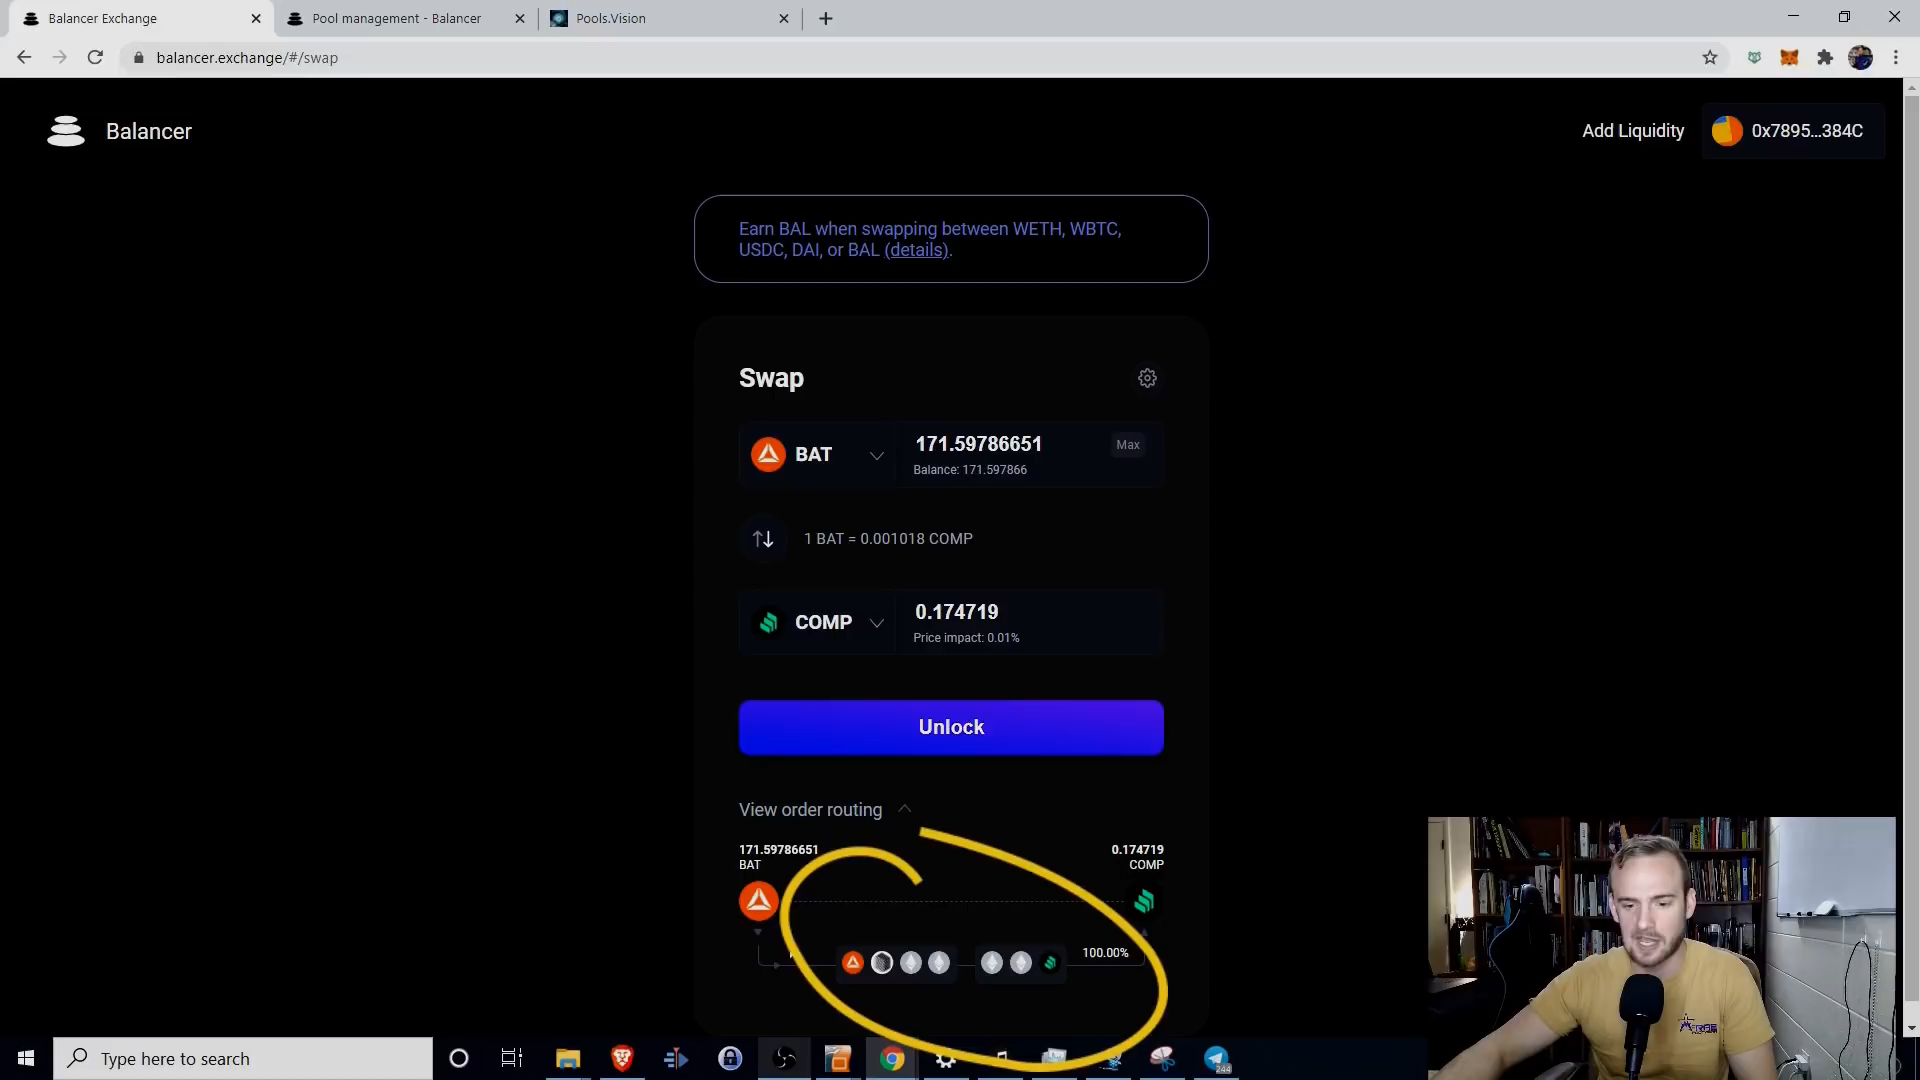 Balancer Exchange
Pool management - Balancer
Pools.Vision
balancer.exchange/#/swap
Balancer
Add Liquidity
0x7895...384C
Earn BAL when swapping between WETH, WBTC,
USDC, DAI, or BAL (details).
Swap
BAT
171.59786651
Max
Balance: 171.597866
1 BAT = 0.001018 COMP
COMP
0.174719
Price impact: 0.01%
Unlock
View order routing
171.59786651
BAT
0.174719
COMP
100.00%
Type here to search
244